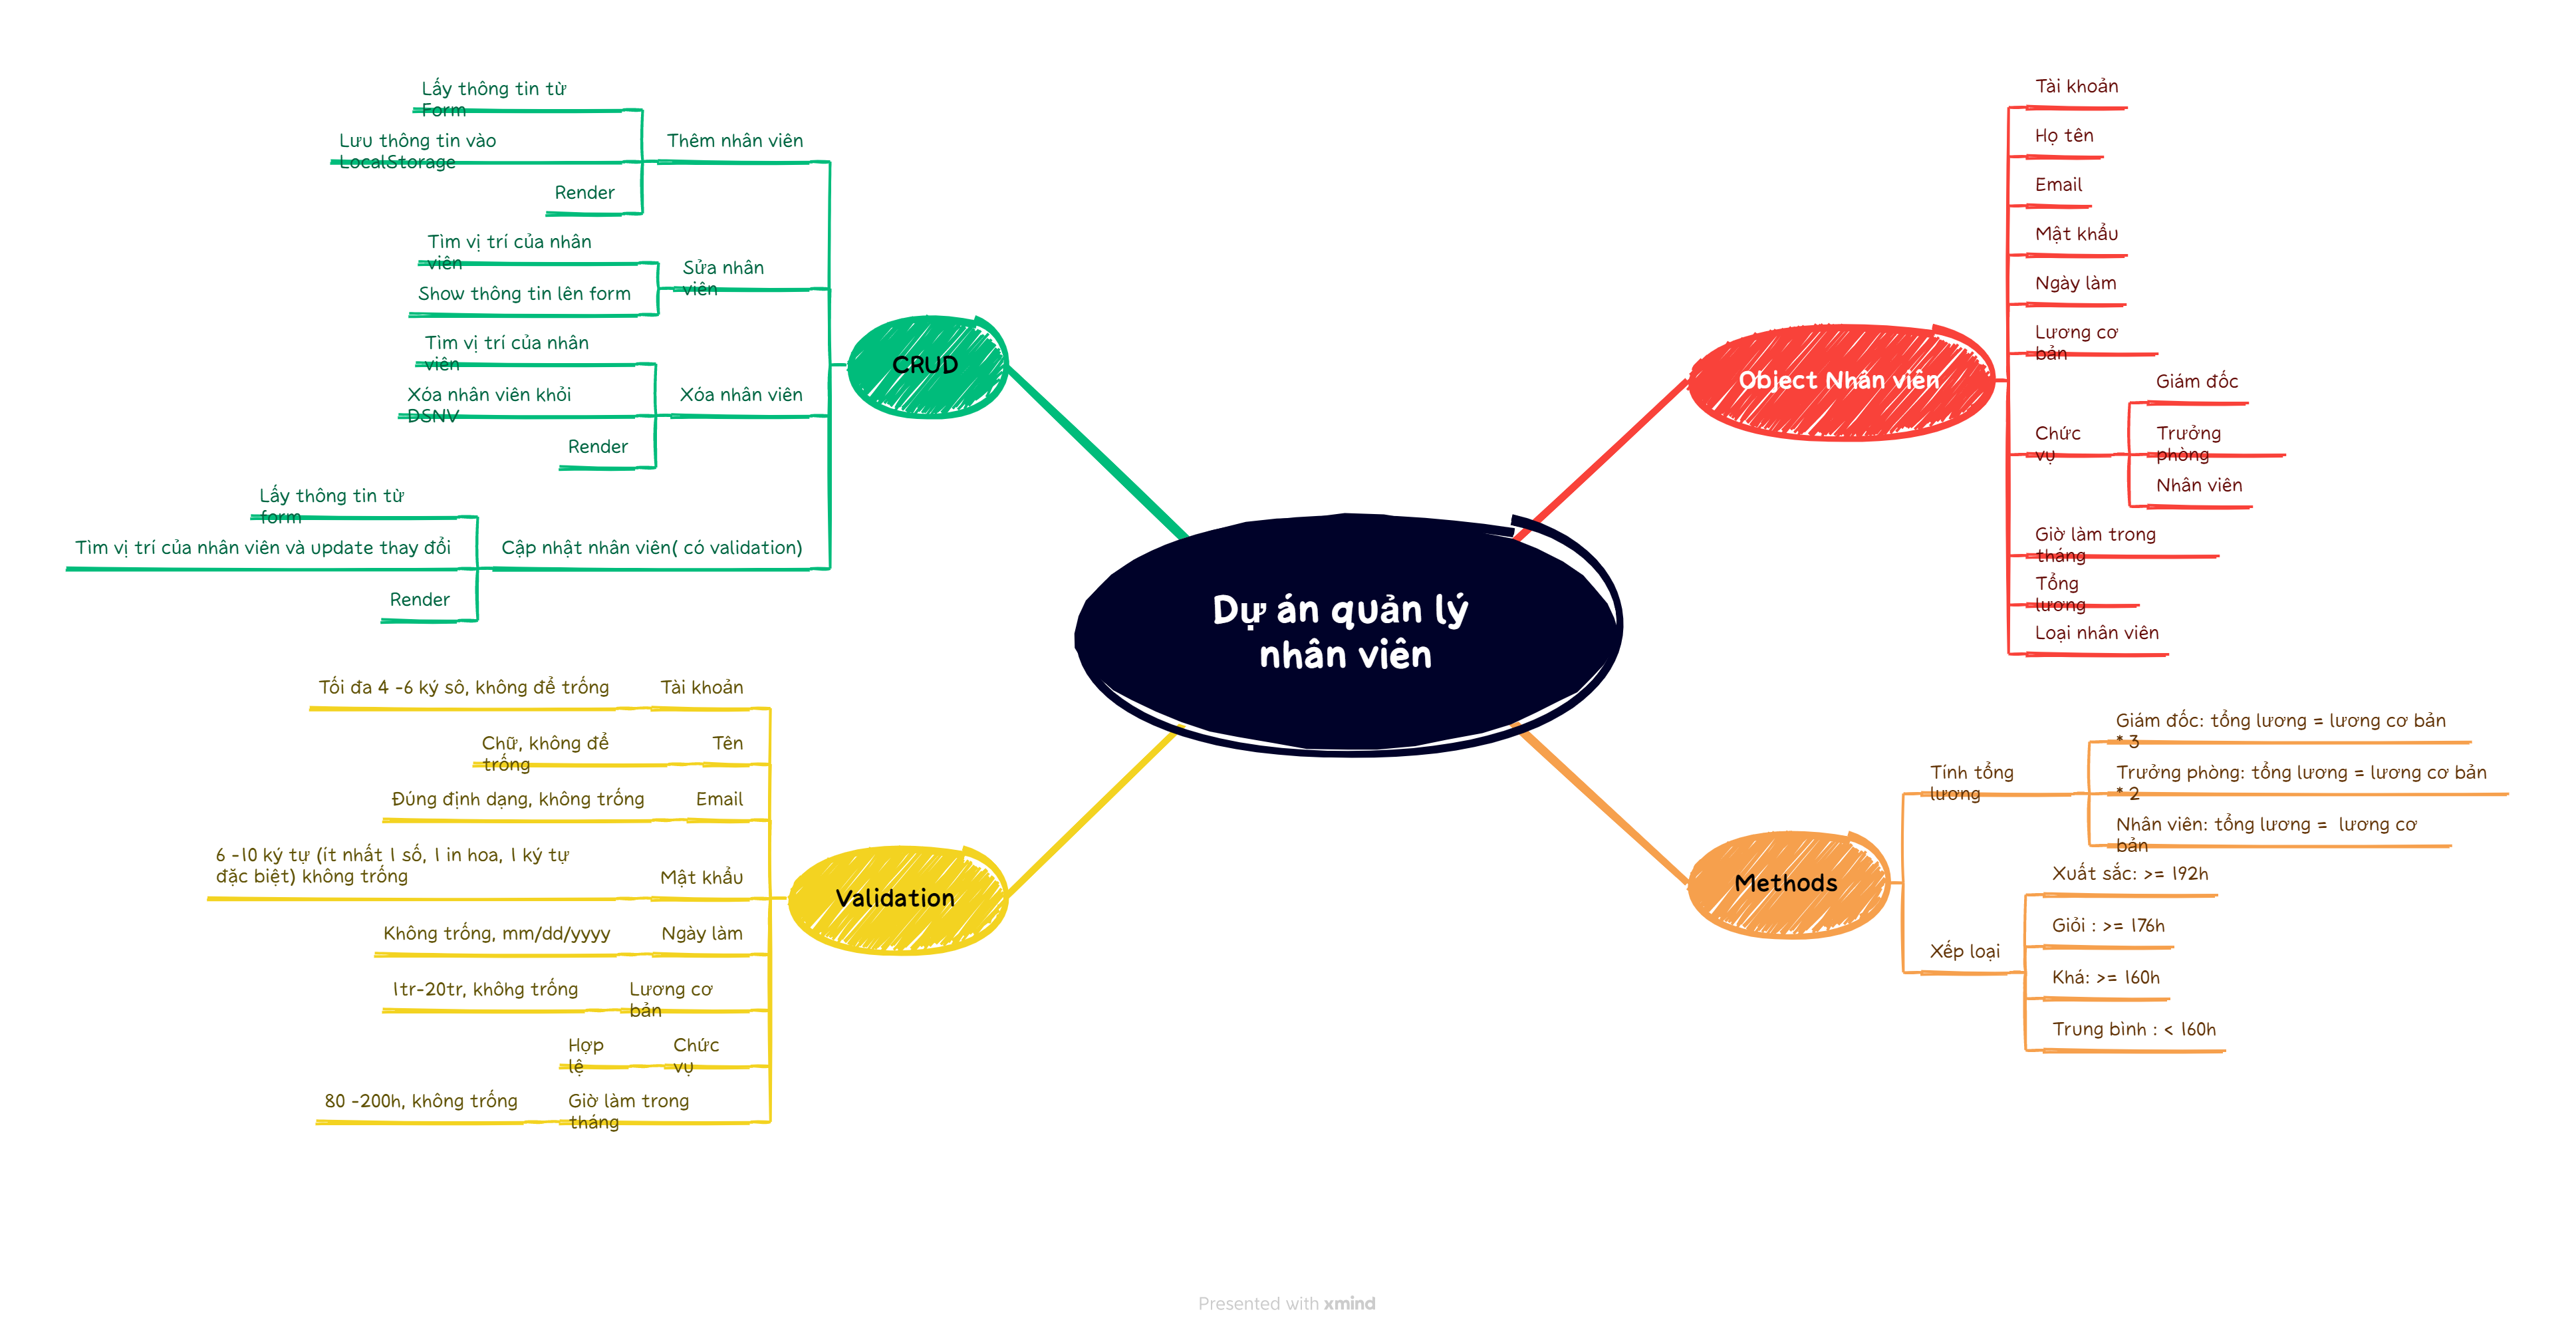 Dự án quản lý
nhân viên
CRUD
Thêm nhân viên
Lấy thông tin từ
Form
Lưu thông tin vào
LocalStorage
Render
Sửa nhân
viên
Tìm vị trí của nhân
viên
Show thông tin lên form
Xóa nhân viên
Tìm vị trí của nhân
viên
Xóa nhân viên khỏi
DSNV
Render
Cập nhật nhân viên( có validation)
Lấy thông tin từ
form
Tìm vị trí của nhân viên và update thay đổi
Render
Object Nhân viên
Tài khoản
Họ tên
Email
Mật khẩu
Ngày làm
Lương cơ
bản
Chức
vụ
Giám đốc
Trưởng
phòng
Nhân viên
Giờ làm trong
tháng
Tổng
lương
Loại nhân viên
Validation
Tài khoản
Tối đa 4 -6 ký số, không để trống
Tên
Chữ, không để
trống
Email
Đúng định dạng, không trống
Mật khẩu
6 -10 ký tự (ít nhất 1 số, 1 in hoa, 1 ký tự
đặc biệt) không trống
Ngày làm
Không trống, mm/dd/yyyy
Lương cơ
bản
1tr-20tr, không trống
Chức
vụ
Hợp
lệ
Giờ làm trong
tháng
80 -200h, không trống
Methods
Tính tổng
lương
Giám đốc: tổng lương = lương cơ bản
* 3
Trưởng phòng: tổng lương = lương cơ bản
* 2
Nhân viên: tổng lương =  lương cơ
bản
Xếp loại
Xuất sắc: >= 192h
Giỏi : >= 176h
Khá: >= 160h
Trung bình : < 160h
Presented with xmind